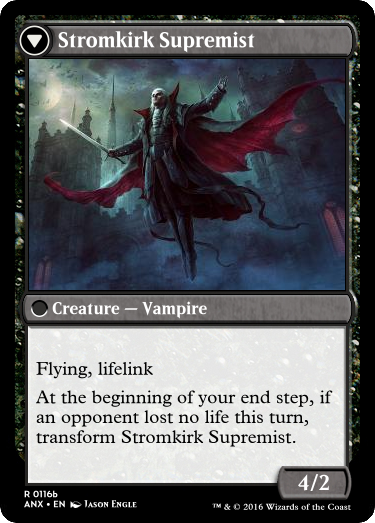 Stromkirk Supremist
Creature — Vampire
Flying, lifelink
At the beginning of your end step, if
an opponent lost no life this turn,
transform Stromkirk Supremist.
4/2
R 0116b
ANX • EN Jason Engle
™ & © 2016 Wizards of the Coast